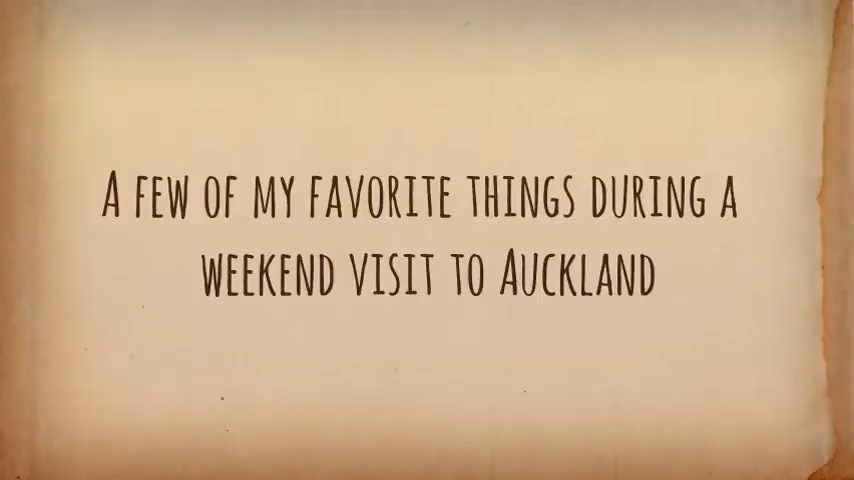 A few of my favorite things during a
weekend visit to Auckland